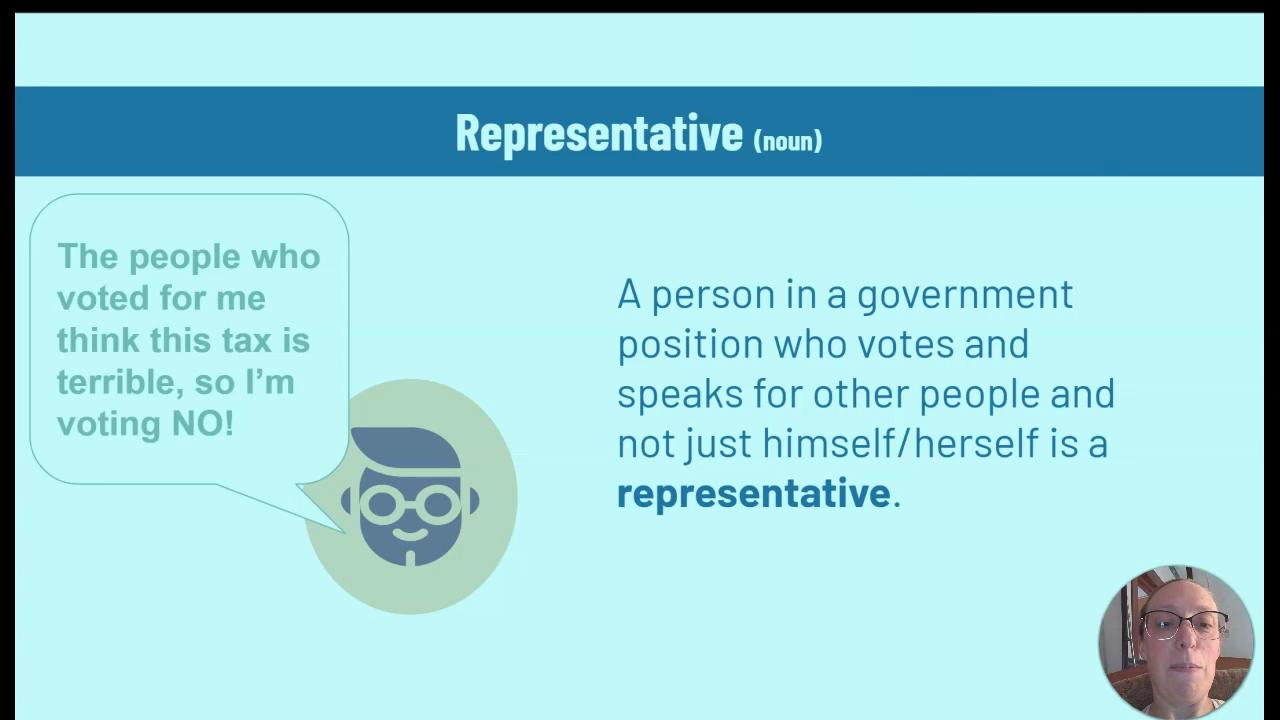 Representative (noun)
The people who
voted for me
think this tax is
terrible, so I’m
voting NO!
A person in a government
position who votes and
speaks for other people and
not just himself/herself is a
representative.